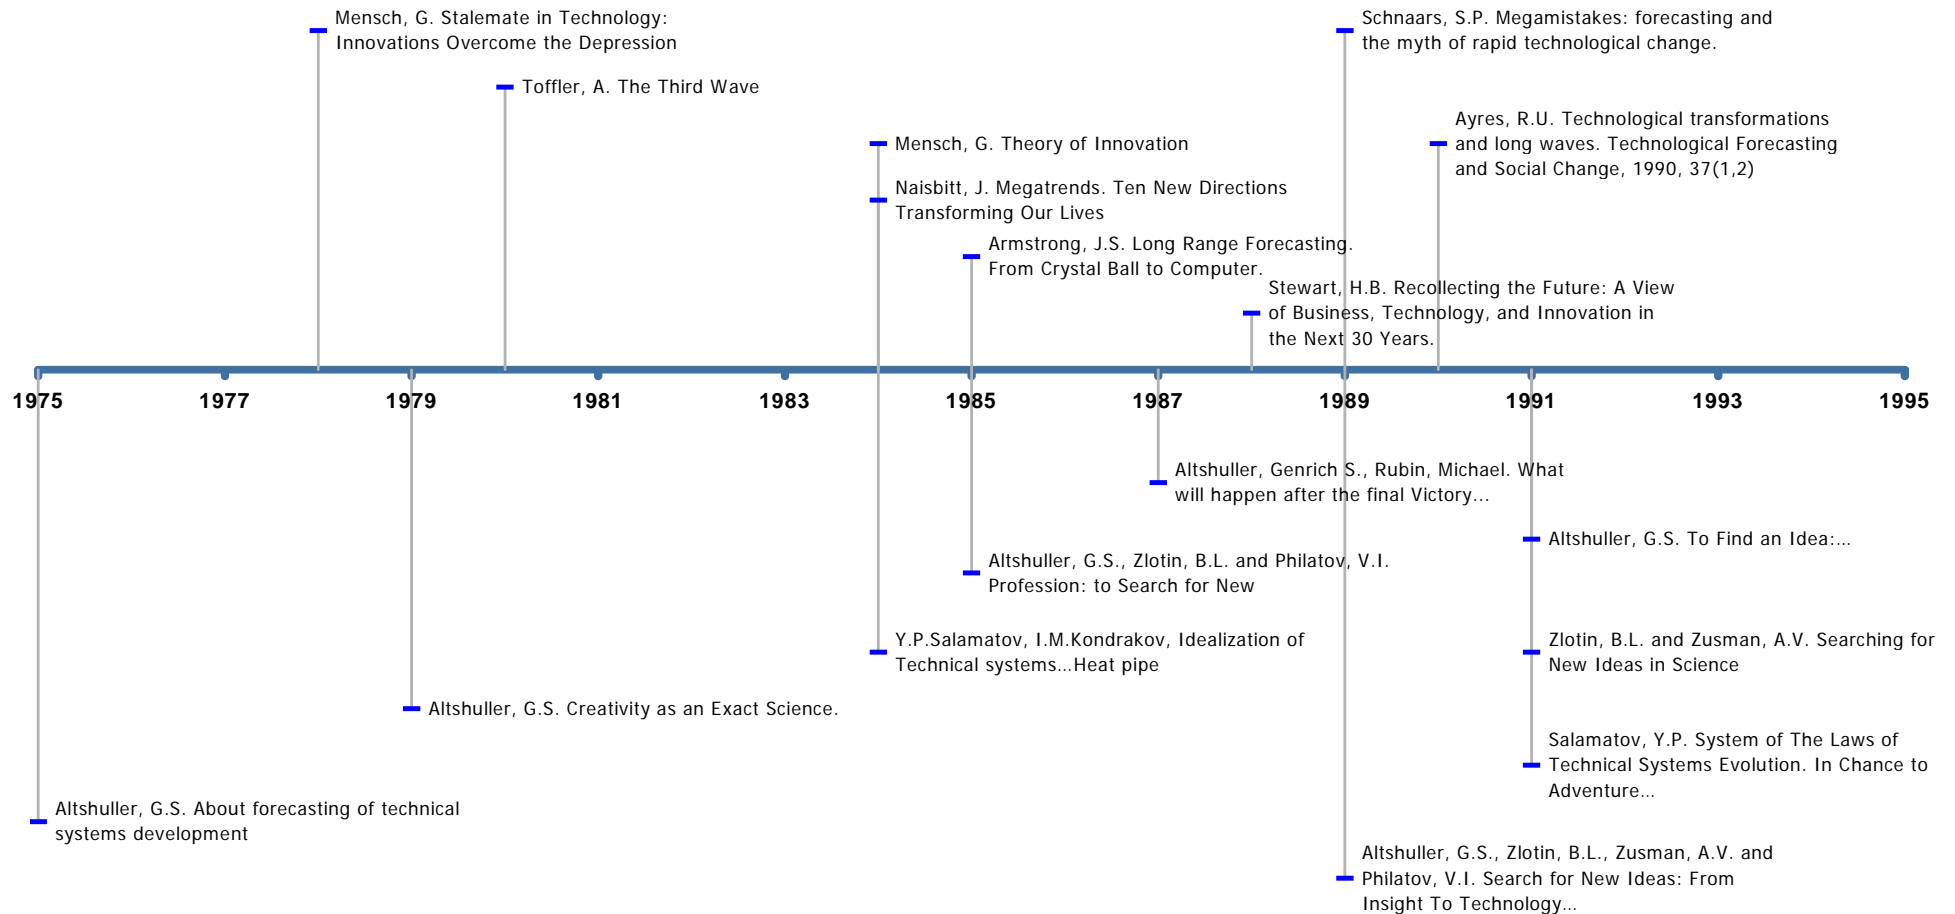 Mensch, G. Stalemate in Technology:
Innovations Overcome the Depression
Schnaars, S.P. Megamistakes: forecasting and
the myth of rapid technological change.
Toffler, A. The Third Wave
Ayres, R.U. Technological transformations
and long waves. Technological Forecasting
and Social Change, 1990, 37(1,2)
Mensch, G. Theory of Innovation
Naisbitt, J. Megatrends. Ten New Directions
Transforming Our Lives
Armstrong, J.S. Long Range Forecasting.
From Crystal Ball to Computer.
Stewart, H.B. Recollecting the Future: A View
of Business, Technology, and Innovation in
the Next 30 Years.
1975 1977 1979 1981 1983 1985 1987 1989 1991 1993 1995
Altshuller, Genrich S., Rubin, Michael. What
will happen after the final Victory...
Altshuller, G.S. To Find an Idea:...
Altshuller, G.S., Zlotin, B.L. and Philatov, V.I.
Profession: to Search for New
Y.P.Salamatov, I.M.Kondrakov, Idealization of
Technical systems...Heat pipe
Zlotin, B.L. and Zusman, A.V. Searching for
New Ideas in Science
Altshuller, G.S. Creativity as an Exact Science.
Salamatov, Y.P. System of The Laws of
Technical Systems Evolution. In Chance to
Adventure...
Altshuller, G.S. About forecasting of technical
systems development
Altshuller, G.S., Zlotin, B.L., Zusman, A.V. and
Philatov, V.I. Search for New Ideas: From
Insight To Technology...